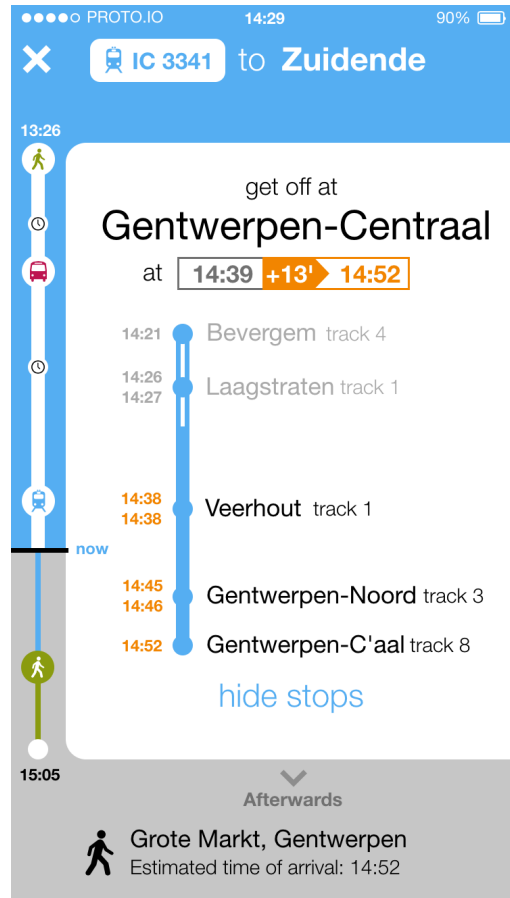 PROTO.IO 14:29 90%
IC 3341 to Zuidende
13:26
get off at
Gentwerpen-Centraal
at 14:39 +13' 14:52
14:21 Bevergem track 4
14:26
14:27 Laagstraten track 1
14:38
14:38 Veerhout track 1
now
14:45
14:46 Gentwerpen-Noord track 3
14:52 Gentwerpen-C'aal track 8
hide stops
15:05
Afterwards
Grote Markt, Gentwerpen
Estimated time of arrival: 14:52